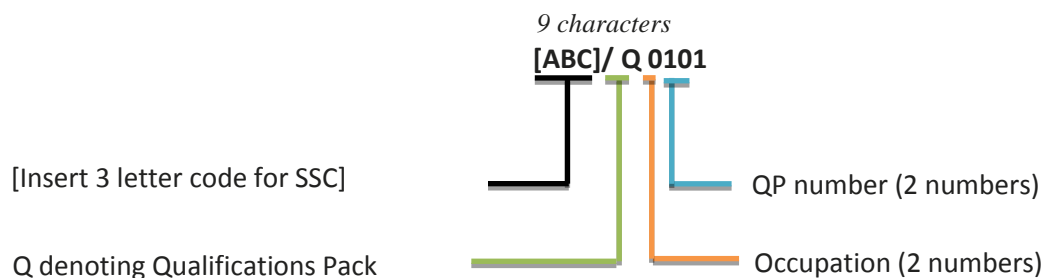 9 characters
[ABC]/ Q 0101
[Insert 3 letter code for SSC]
QP number (2 numbers)
Q denoting Qualifications Pack
Occupation (2 numbers)